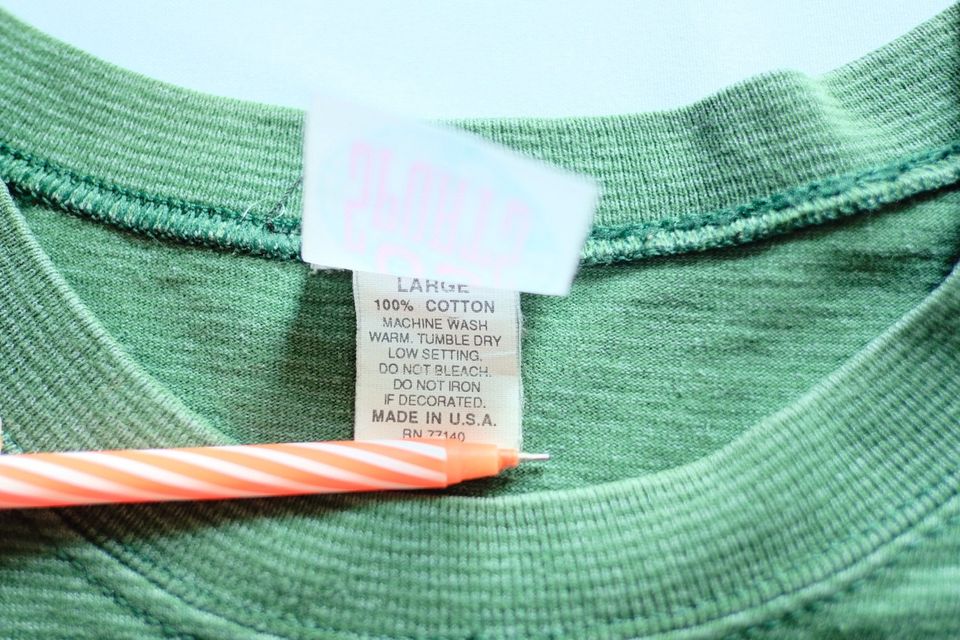 LARGE
100% COTTON
MACHINE WASH
WARM. TUMBLE DRY
LOW SETTING.
DO NOT BLEACH.
DO NOT IRON
IF DECORATED.
MADE IN U.S.A.
RN 77140